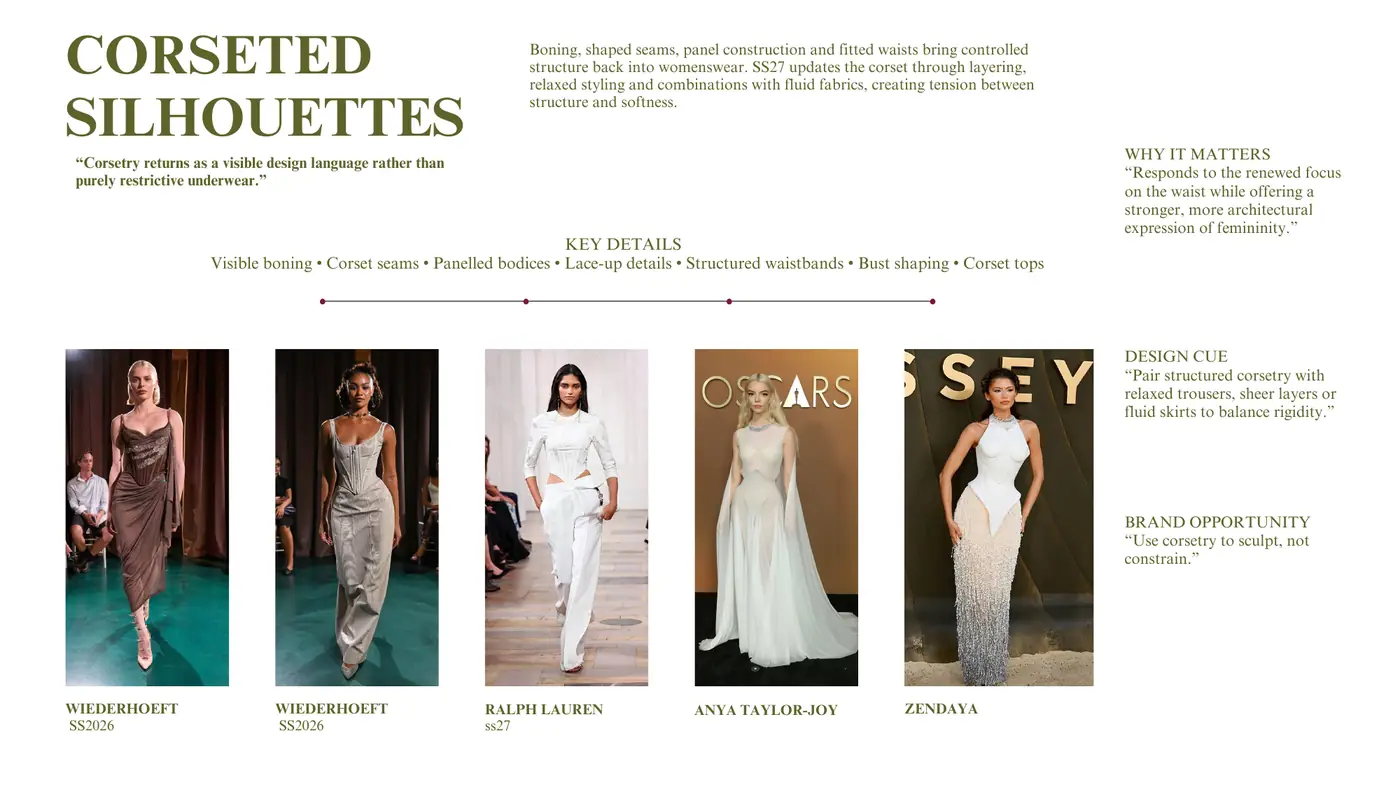 CORSETED
SILHOUETTES
“Corsetry returns as a visible design language rather than
purely restrictive underwear.”
Boning, shaped seams, panel construction and fitted waists bring controlled
structure back into womenswear. SS27 updates the corset through layering,
relaxed styling and combinations with fluid fabrics, creating tension between
structure and softness.
WHY IT MATTERS
“Responds to the renewed focus
on the waist while offering a
stronger, more architectural
expression of femininity.”
KEY DETAILS
Visible boning • Corset seams • Panelled bodices • Lace-up details • Structured waistbands • Bust shaping • Corset tops
OSCARS
SSEY
DESIGN CUE
“Pair structured corsetry with
relaxed trousers, sheer layers or
fluid skirts to balance rigidity.”
BRAND OPPORTUNITY
“Use corsetry to sculpt, not
constrain.”
WIEDERHOEFT
SS2026
WIEDERHOEFT
SS2026
RALPH LAUREN
ss27
ANYA TAYLOR-JOY
ZENDAYA